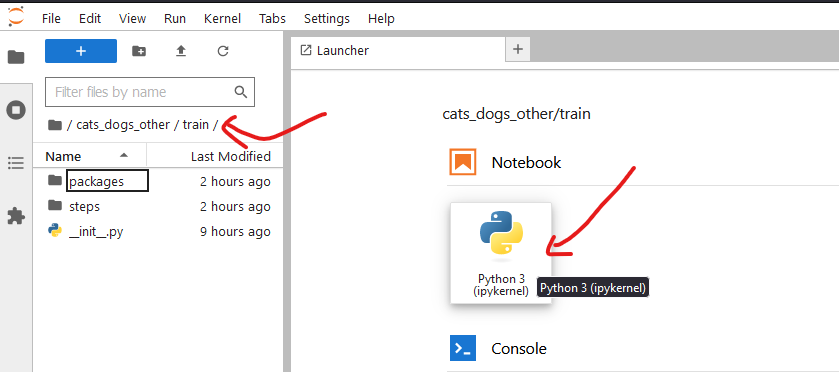 File Edit View Run Kernel Tabs Settings Help
Launcher
Filter files by name
/ cats_dogs_other / train /
cats_dogs_other/train
Name Last Modified
Notebook
packages 2 hours ago
steps 2 hours ago
__init__.py 9 hours ago
Python 3
(ipykernel)
Python 3 (ipykernel)
Console